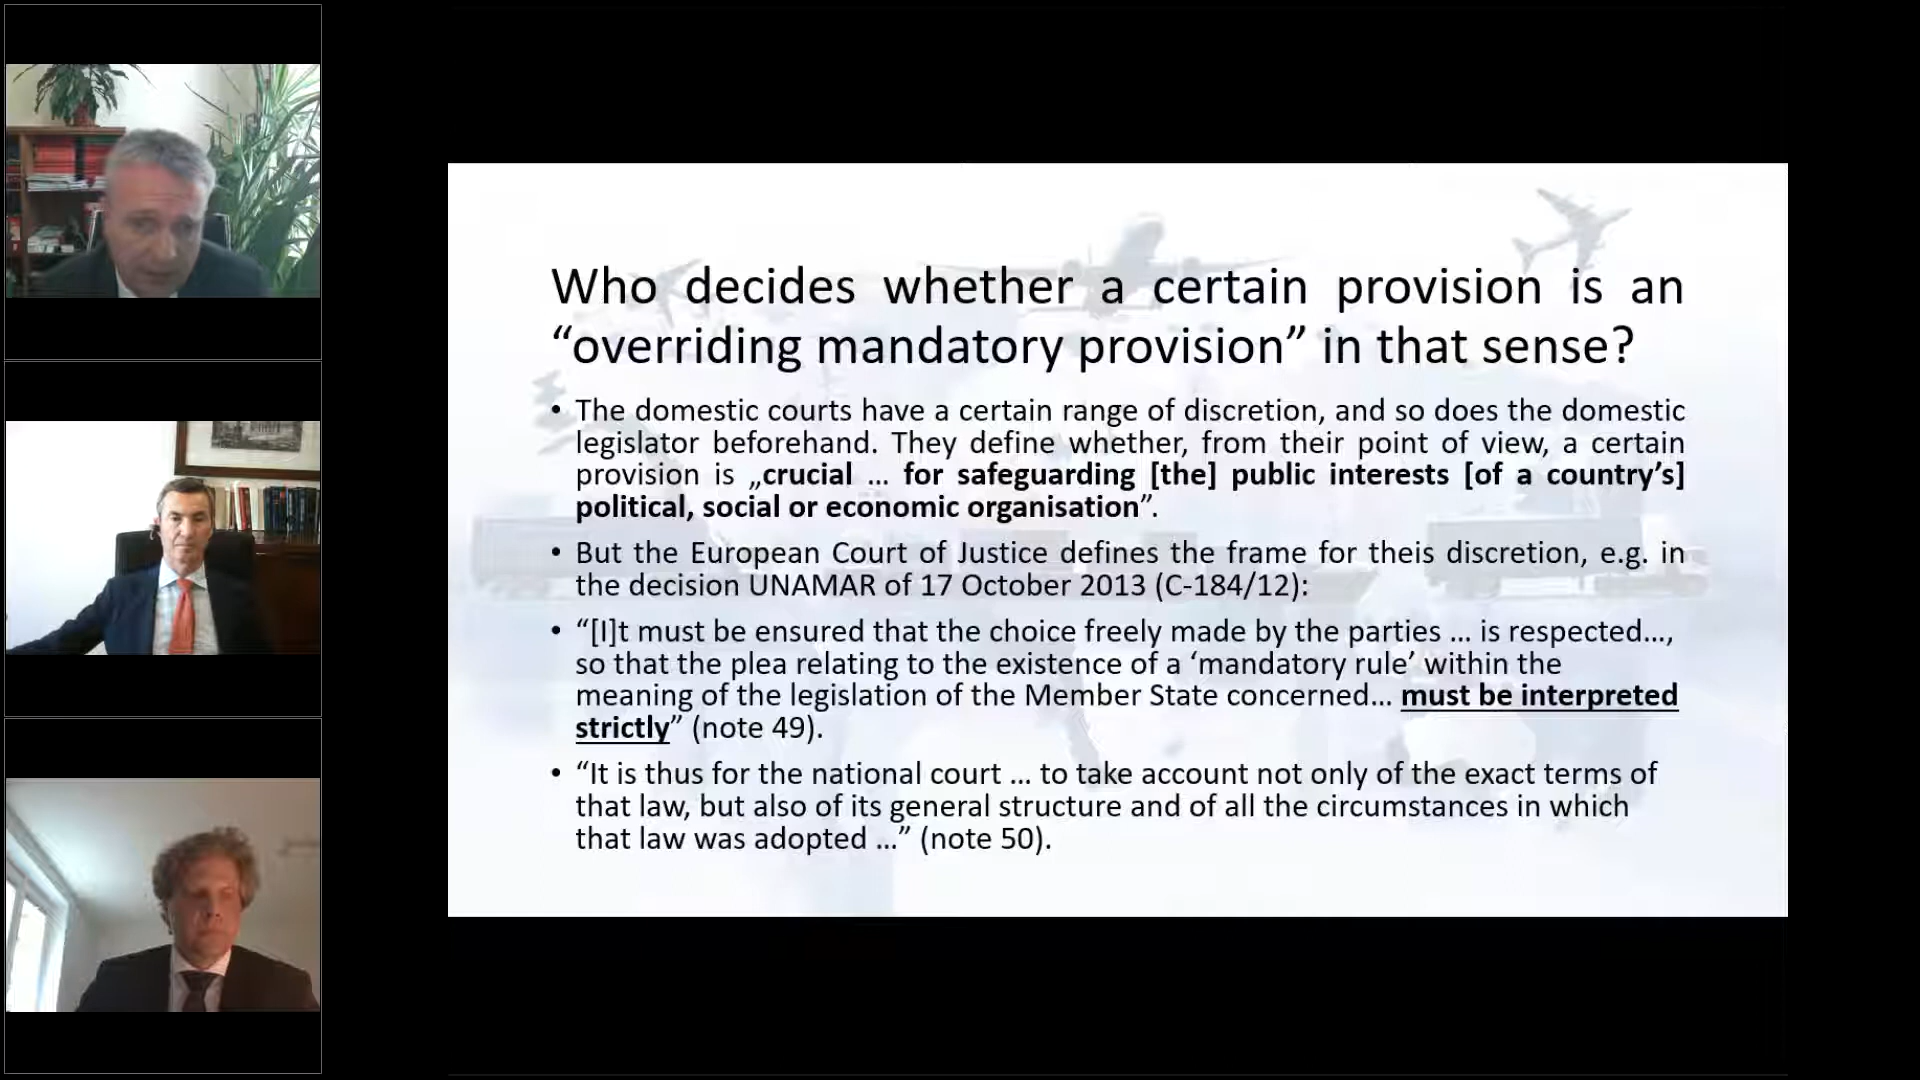 Who decides whether a certain provision is an
“overriding mandatory provision” in that sense?
• The domestic courts have a certain range of discretion, and so does the domestic
legislator beforehand. They define whether, from their point of view, a certain
provision is „crucial ... for safeguarding [the] public interests [of a country’s]
political, social or economic organisation”.
• But the European Court of Justice defines the frame for theis discretion, e.g. in
the decision UNAMAR of 17 October 2013 (C-184/12):
• “[I]t must be ensured that the choice freely made by the parties ... is respected...,
so that the plea relating to the existence of a ‘mandatory rule’ within the
meaning of the legislation of the Member State concerned... must be interpreted
strictly” (note 49).
• “It is thus for the national court ... to take account not only of the exact terms of
that law, but also of its general structure and of all the circumstances in which
that law was adopted ...” (note 50).